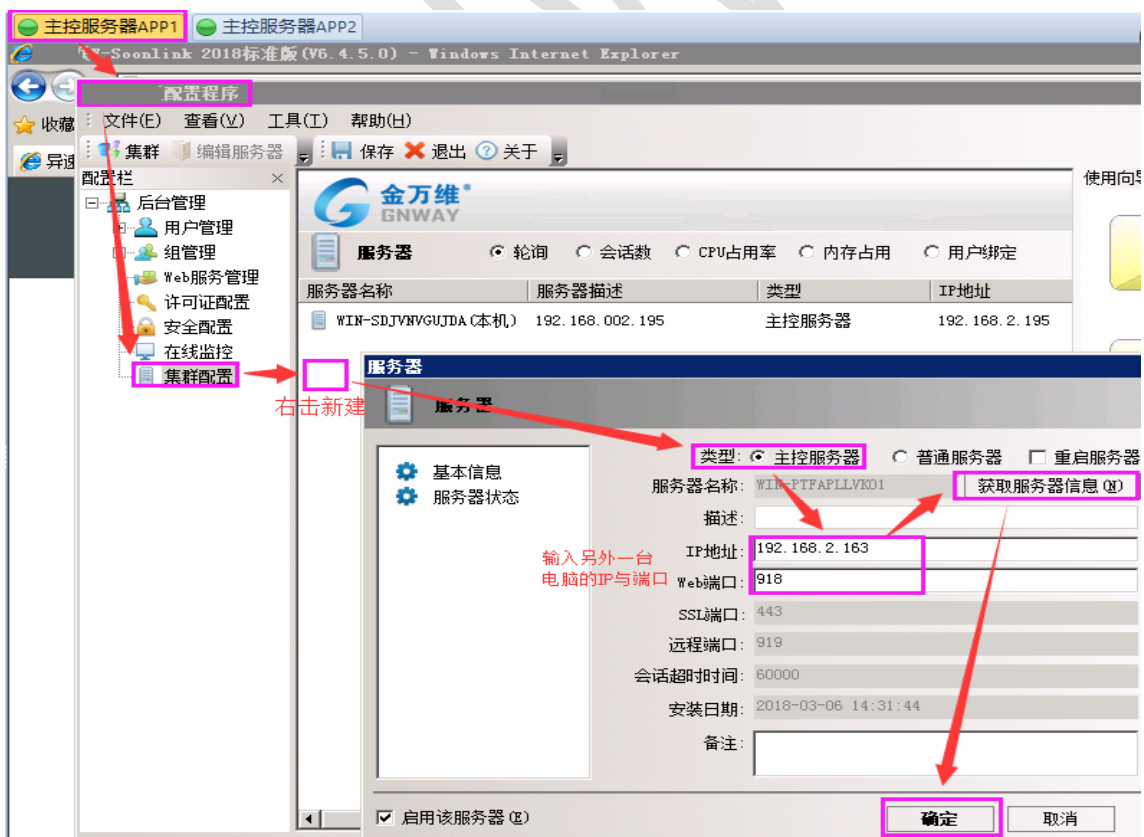 主控服务器APP1 主控服务器APP2
-Soonlink 2018标准版(V6.4.5.0) - Windows Internet Explorer
配置程序
收藏
文件(E) 查看(V) 工具(I) 帮助(H)
异速
集群 编辑服务器 保存 退出 关于
配置栏
使用向导
后台管理
用户管理
组管理
Web服务管理
许可证配置
安全配置
在线监控
集群配置
金万维®
GNWAY
服务器 轮询 会话数 CPU占用率 内存占用 用户绑定
服务器名称 服务器描述 类型 IP地址
WIN-SDJVNVGUJDA(本机) 192.168.002.195 主控服务器 192.168.2.195
右击新建
服务器
服务器
基本信息
服务器状态
类型: 主控服务器 普通服务器 重启服务器
服务器名称: WIN-PTFAPLLVKO1 获取服务器信息(N)
描述:
输入另外一台
电脑的IP与端口
IP地址: 192.168.2.163
Web端口: 918
SSL端口: 443
远程端口: 919
会话超时时间: 60000
安装日期: 2018-03-06 14:31:44
备注:
启用该服务器(E) 确定 取消